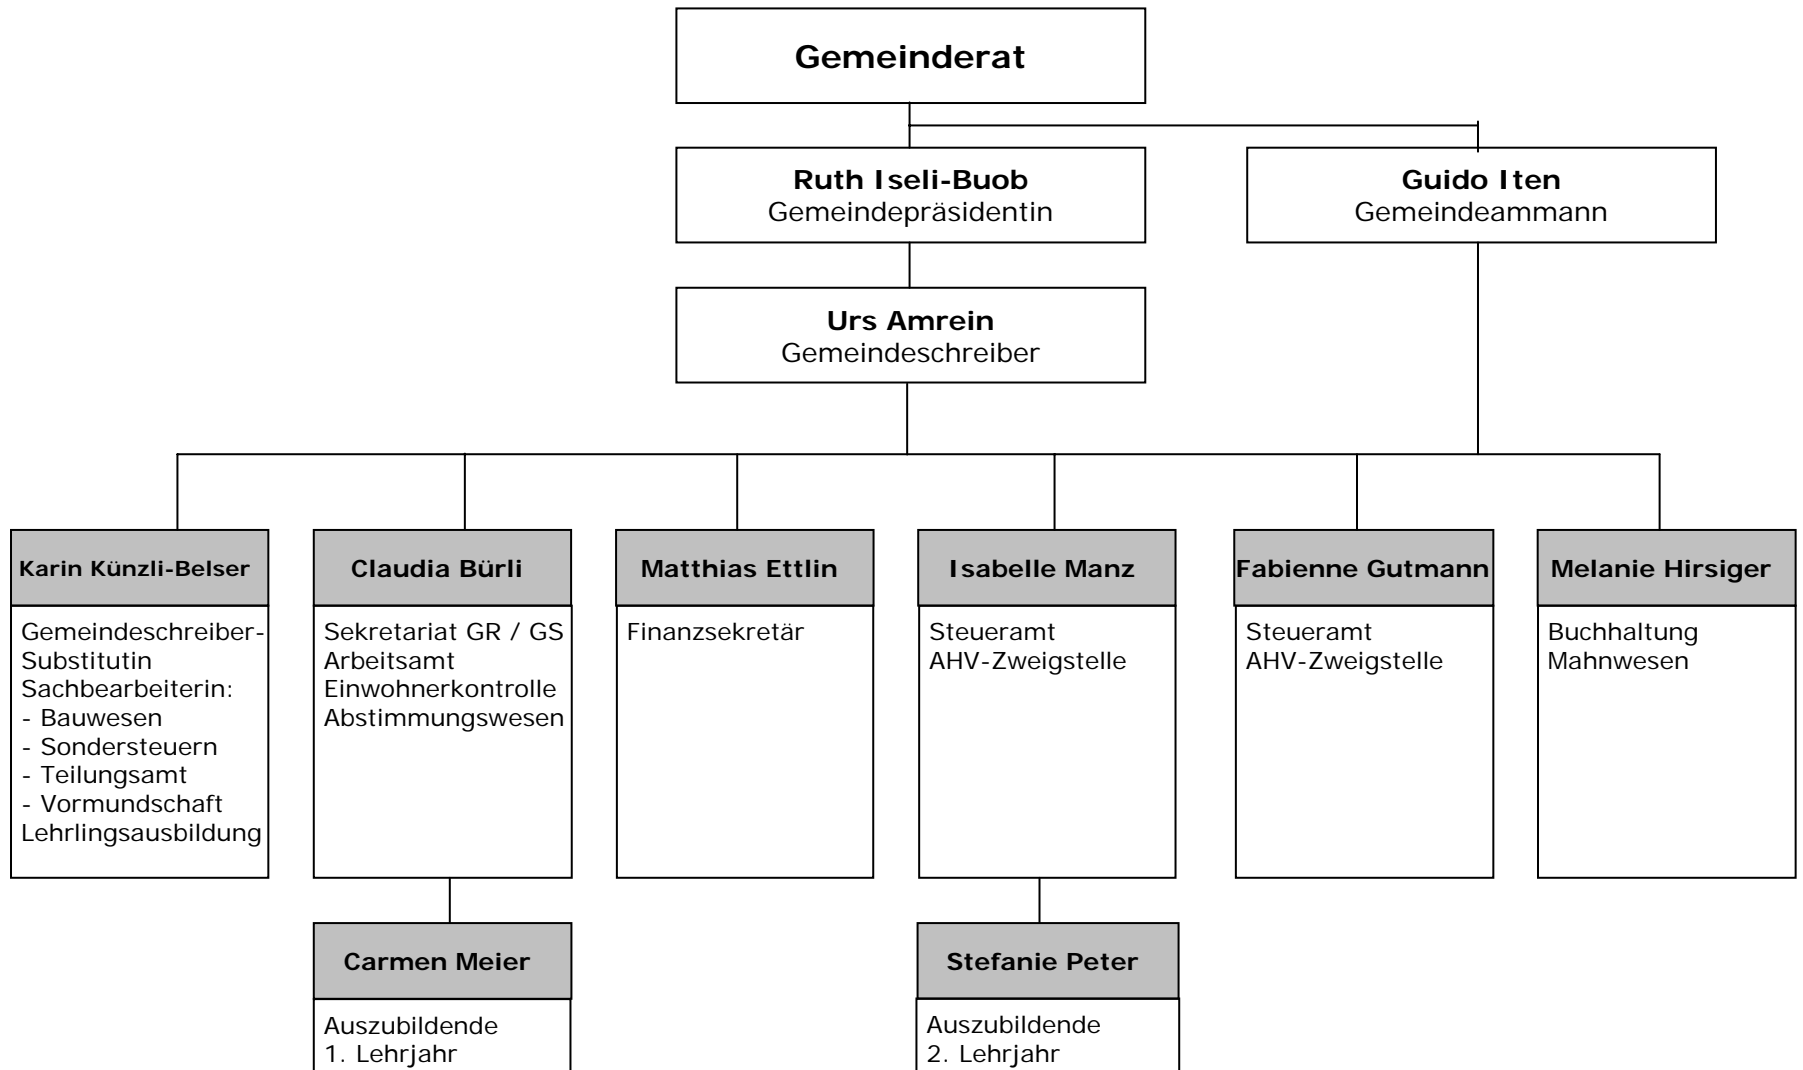 Gemeinderat
Ruth Iseli-Buob
Gemeindepräsidentin
Guido Iten
Gemeindeammann
Urs Amrein
Gemeindeschreiber
Karin Künzli-Belser
Gemeindeschreiber-
Substitutin
Sachbearbeiterin:
- Bauwesen
- Sondersteuern
- Teilungsamt
- Vormundschaft
Lehrlingsausbildung
Claudia Bürli
Sekretariat GR / GS
Arbeitsamt
Einwohnerkontrolle
Abstimmungswesen
Matthias Ettlin
Finanzsekretär
Isabelle Manz
Steueramt
AHV-Zweigstelle
Fabienne Gutmann
Steueramt
AHV-Zweigstelle
Melanie Hirsiger
Buchhaltung
Mahnwesen
Carmen Meier
Auszubildende
1. Lehrjahr
Stefanie Peter
Auszubildende
2. Lehrjahr